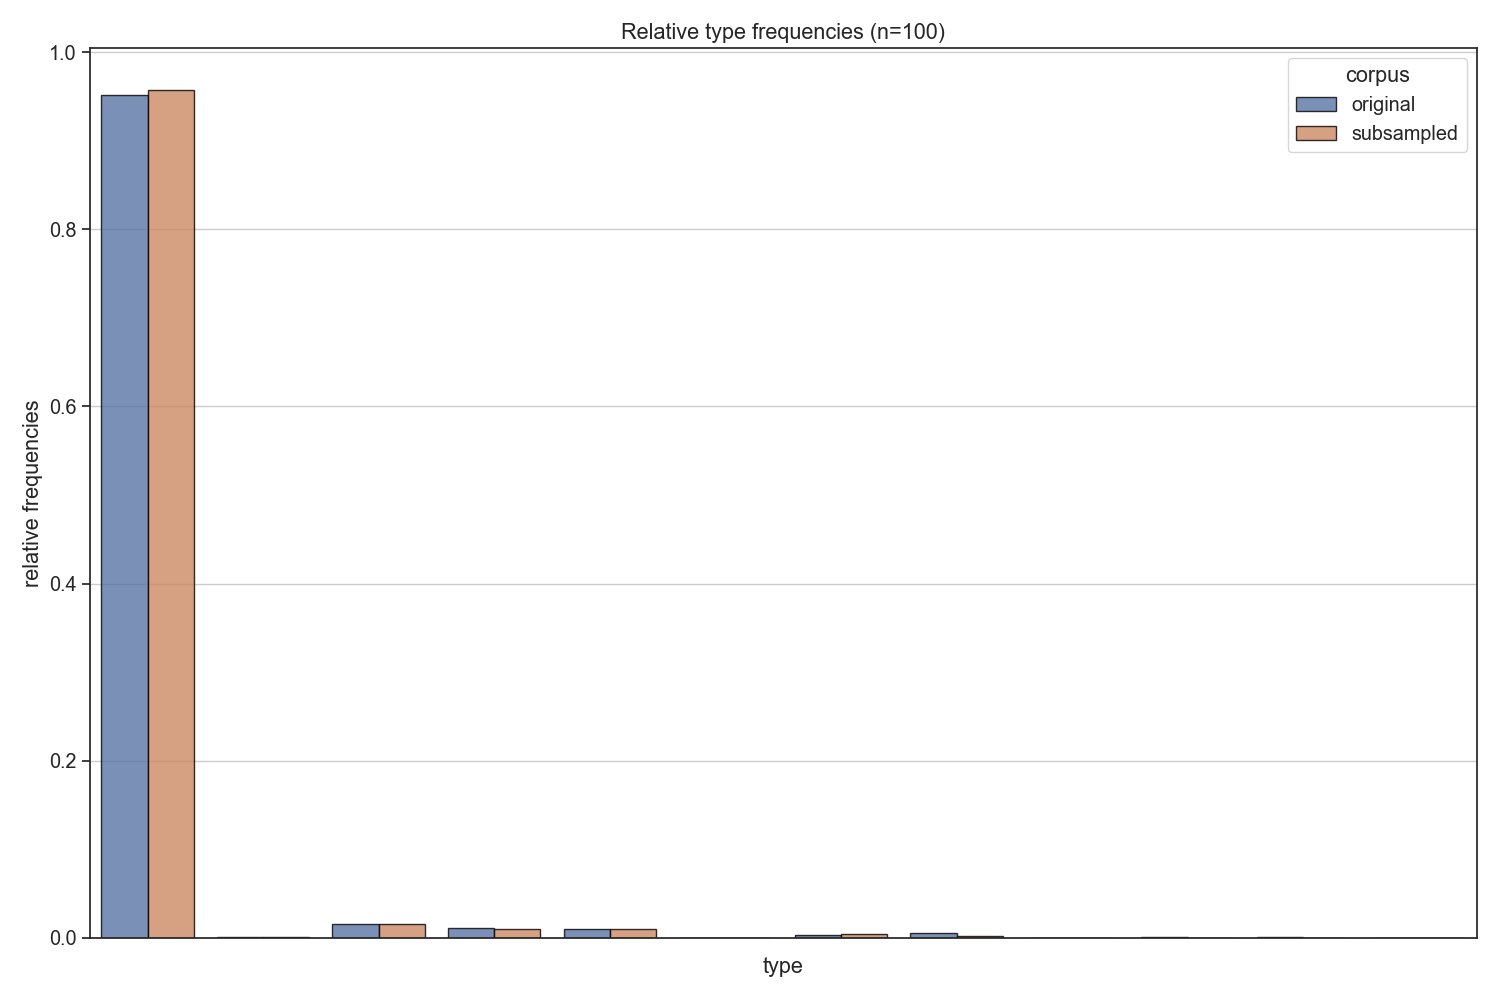 Relative type frequencies (n=100)
corpus
original
subsampled
relative frequencies
1.0
0.8
0.6
0.4
0.2
0.0
type